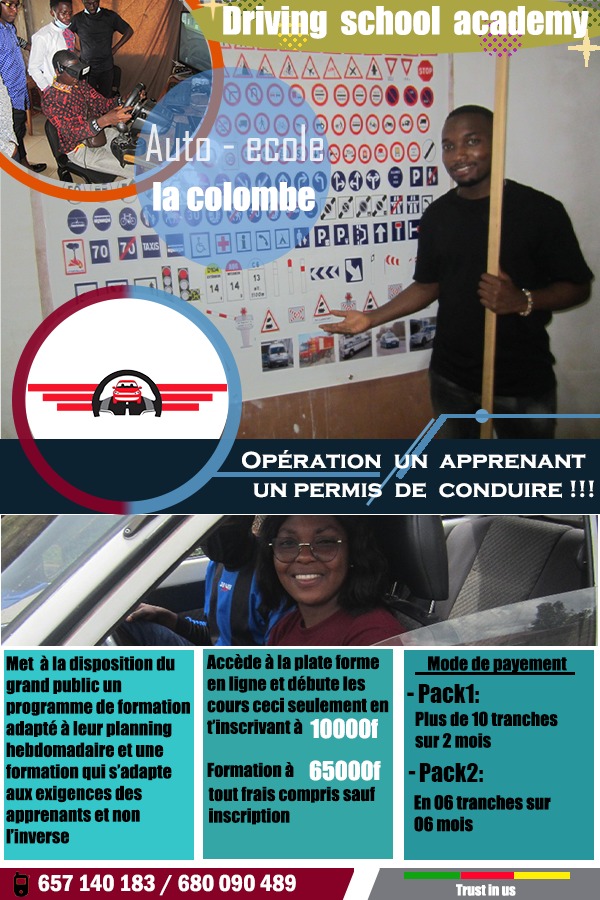 Driving school academy
Auto - ecole
la colombe
STOP
70
70
TAXIS
14
14
13
OPÉRATION UN APPRENANT
UN PERMIS DE CONDUIRE !!!
Met à la disposition du
grand public un
programme de formation
adapté à leur planning
hebdomadaire et une
formation qui s'adapte
aux exigences des
apprenants et non
l'inverse
Accède à la plate forme
en ligne et débute les
cours ceci seulement en
t'inscrivant à 10000f
Formation à 65000f
tout frais compris sauf
inscription
Mode de payement
- Pack1:
Plus de 10 tranches
sur 2 mois
- Pack2:
En 06 tranches sur
06 mois
657 140 183 / 680 090 489
Trust in us